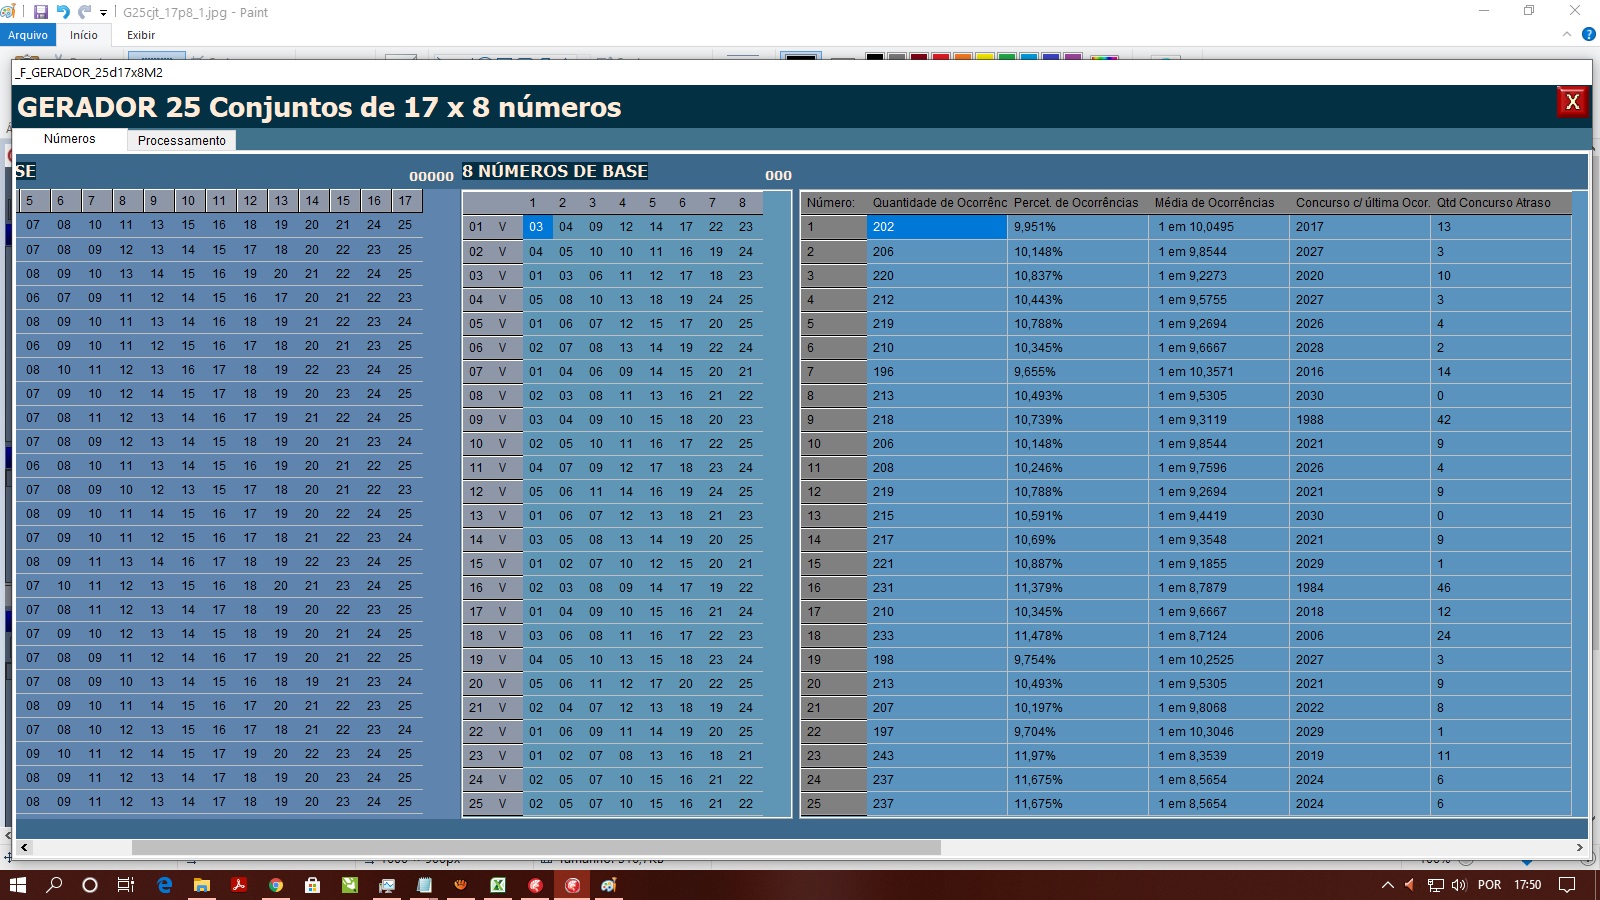 G25cjt_17p8_1.jpg - Paint
Arquivo Início Exibir
_F_GERADOR_25d17x8M2
GERADOR 25 Conjuntos de 17 x 8 números
X
Números Processamento
SE 00000 8 NÚMEROS DE BASE 000
5 6 7 8 9 10 11 12 13 14 15 16 17
07 08 10 11 13 15 16 18 19 20 21 24 25
07 08 09 12 13 14 15 17 18 20 21 23 25
08 09 10 13 14 15 16 19 20 21 22 24 25
06 07 09 11 12 14 15 16 17 20 21 22 23
08 09 10 11 13 14 16 18 19 21 22 23 24
06 09 10 11 12 15 16 17 18 20 21 23 25
08 10 11 12 13 16 17 18 19 22 23 24 25
07 09 10 12 14 15 17 18 19 20 23 24 25
07 08 11 12 13 14 16 17 19 21 22 24 25
07 08 09 12 13 14 15 18 19 20 21 23 24
06 08 10 11 13 14 15 16 19 20 21 22 25
07 08 09 10 12 13 15 17 18 20 21 22 23
08 09 10 11 14 15 16 17 19 20 22 24 25
07 09 10 11 12 15 16 17 18 21 22 23 24
08 09 11 13 14 16 17 18 19 22 23 24 25
07 10 11 12 13 15 16 18 20 21 23 24 25
07 08 11 12 13 14 17 18 19 20 22 23 25
07 09 10 12 13 14 15 18 19 20 21 24 25
07 08 09 11 12 14 16 17 19 20 21 22 25
07 08 09 10 13 14 15 16 18 19 21 23 24
08 09 10 11 14 15 16 17 20 21 22 23 25
07 08 10 12 13 15 16 17 18 21 22 24 25
09 10 11 12 14 15 17 19 20 22 23 24 25
08 09 11 12 13 14 17 18 19 20 23 24 25
08 09 11 12 13 14 17 18 19 20 23 24 25
1 2 3 4 5 6 7 8
01 V 03 04 09 12 14 17 22 23
02 V 04 05 10 10 11 16 19 24
03 V 01 03 06 11 12 17 18 23
04 V 05 08 10 13 18 19 24 25
05 V 01 06 07 12 15 17 20 25
06 V 02 07 08 13 14 19 22 24
07 V 01 04 06 09 14 15 20 21
08 V 02 03 08 11 13 16 21 22
09 V 03 04 09 10 15 18 20 23
10 V 02 05 10 11 16 17 22 25
11 V 04 07 09 12 17 18 23 24
12 V 05 06 11 14 16 19 24 25
13 V 01 06 07 12 13 18 21 23
14 V 03 05 08 13 14 19 20 25
15 V 01 02 07 10 12 15 20 21
16 V 02 03 08 09 14 17 19 22
17 V 01 04 09 10 15 16 21 24
18 V 03 06 08 11 16 17 22 23
19 V 04 05 10 13 15 18 23 24
20 V 05 06 11 12 17 20 22 25
21 V 02 04 07 12 13 18 19 24
22 V 01 06 09 11 14 19 20 25
23 V 01 02 07 08 13 16 18 21
24 V 02 05 07 10 15 16 21 22
25 V 02 05 07 10 15 16 21 22
Número: Quantidade de Ocorrênc Percet. de Ocorrências Média de Ocorrências Concurso c/ última Ocor. Qtd Concurso Atraso
1 202 9,951% 1 em 10,0495 2017 13
2 206 10,148% 1 em 9,8544 2027 3
3 220 10,837% 1 em 9,2273 2020 10
4 212 10,443% 1 em 9,5755 2027 3
5 219 10,788% 1 em 9,2694 2026 4
6 210 10,345% 1 em 9,6667 2028 2
7 196 9,655% 1 em 10,3571 2016 14
8 213 10,493% 1 em 9,5305 2030 0
9 218 10,739% 1 em 9,3119 1988 42
10 206 10,148% 1 em 9,8544 2021 9
11 208 10,246% 1 em 9,7596 2026 4
12 219 10,788% 1 em 9,2694 2021 9
13 215 10,591% 1 em 9,4419 2030 0
14 217 10,69% 1 em 9,3548 2021 9
15 221 10,887% 1 em 9,1855 2029 1
16 231 11,379% 1 em 8,7879 1984 46
17 210 10,345% 1 em 9,6667 2018 12
18 233 11,478% 1 em 8,7124 2006 24
19 198 9,754% 1 em 10,2525 2027 3
20 213 10,493% 1 em 9,5305 2021 9
21 207 10,197% 1 em 9,8068 2022 8
22 197 9,704% 1 em 10,3046 2029 1
23 243 11,97% 1 em 8,3539 2019 11
24 237 11,675% 1 em 8,5654 2024 6
25 237 11,675% 1 em 8,5654 2024 6
POR 17:50